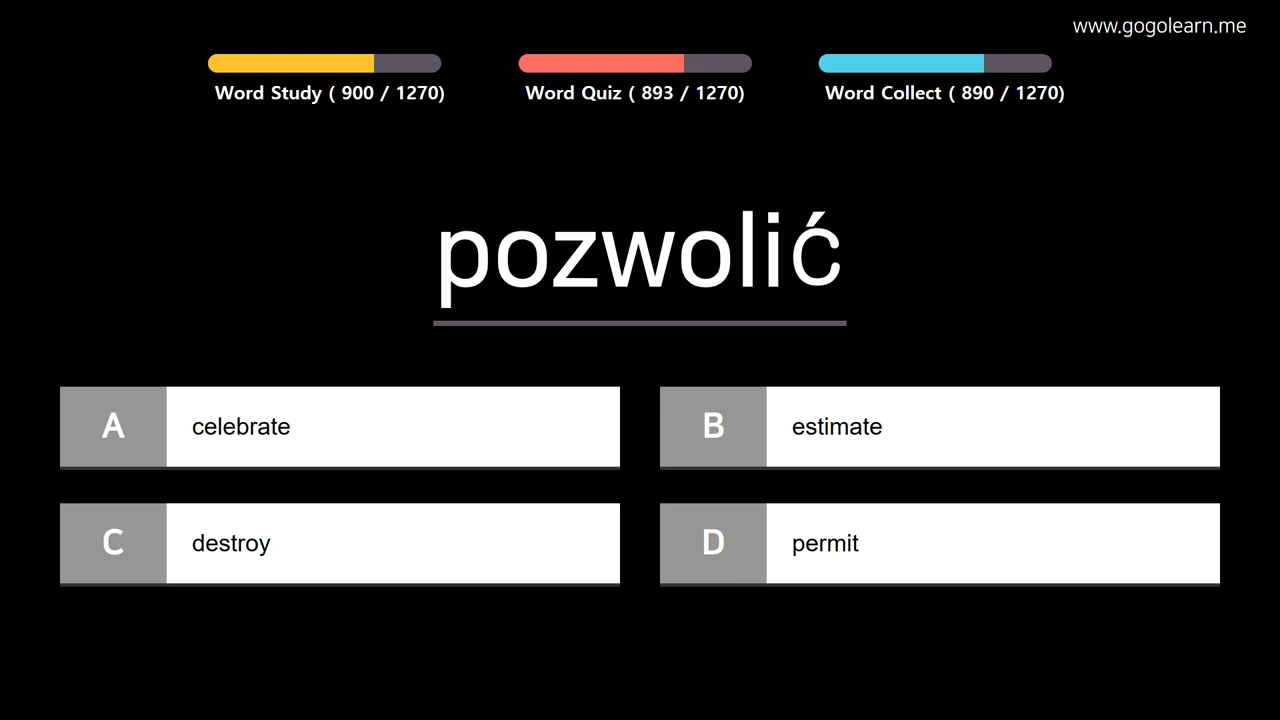 www.gogolearn.me
Word Study ( 900 / 1270)
Word Quiz ( 893 / 1270)
Word Collect ( 890 / 1270)
pozwolić
A celebrate
B estimate
C destroy
D permit